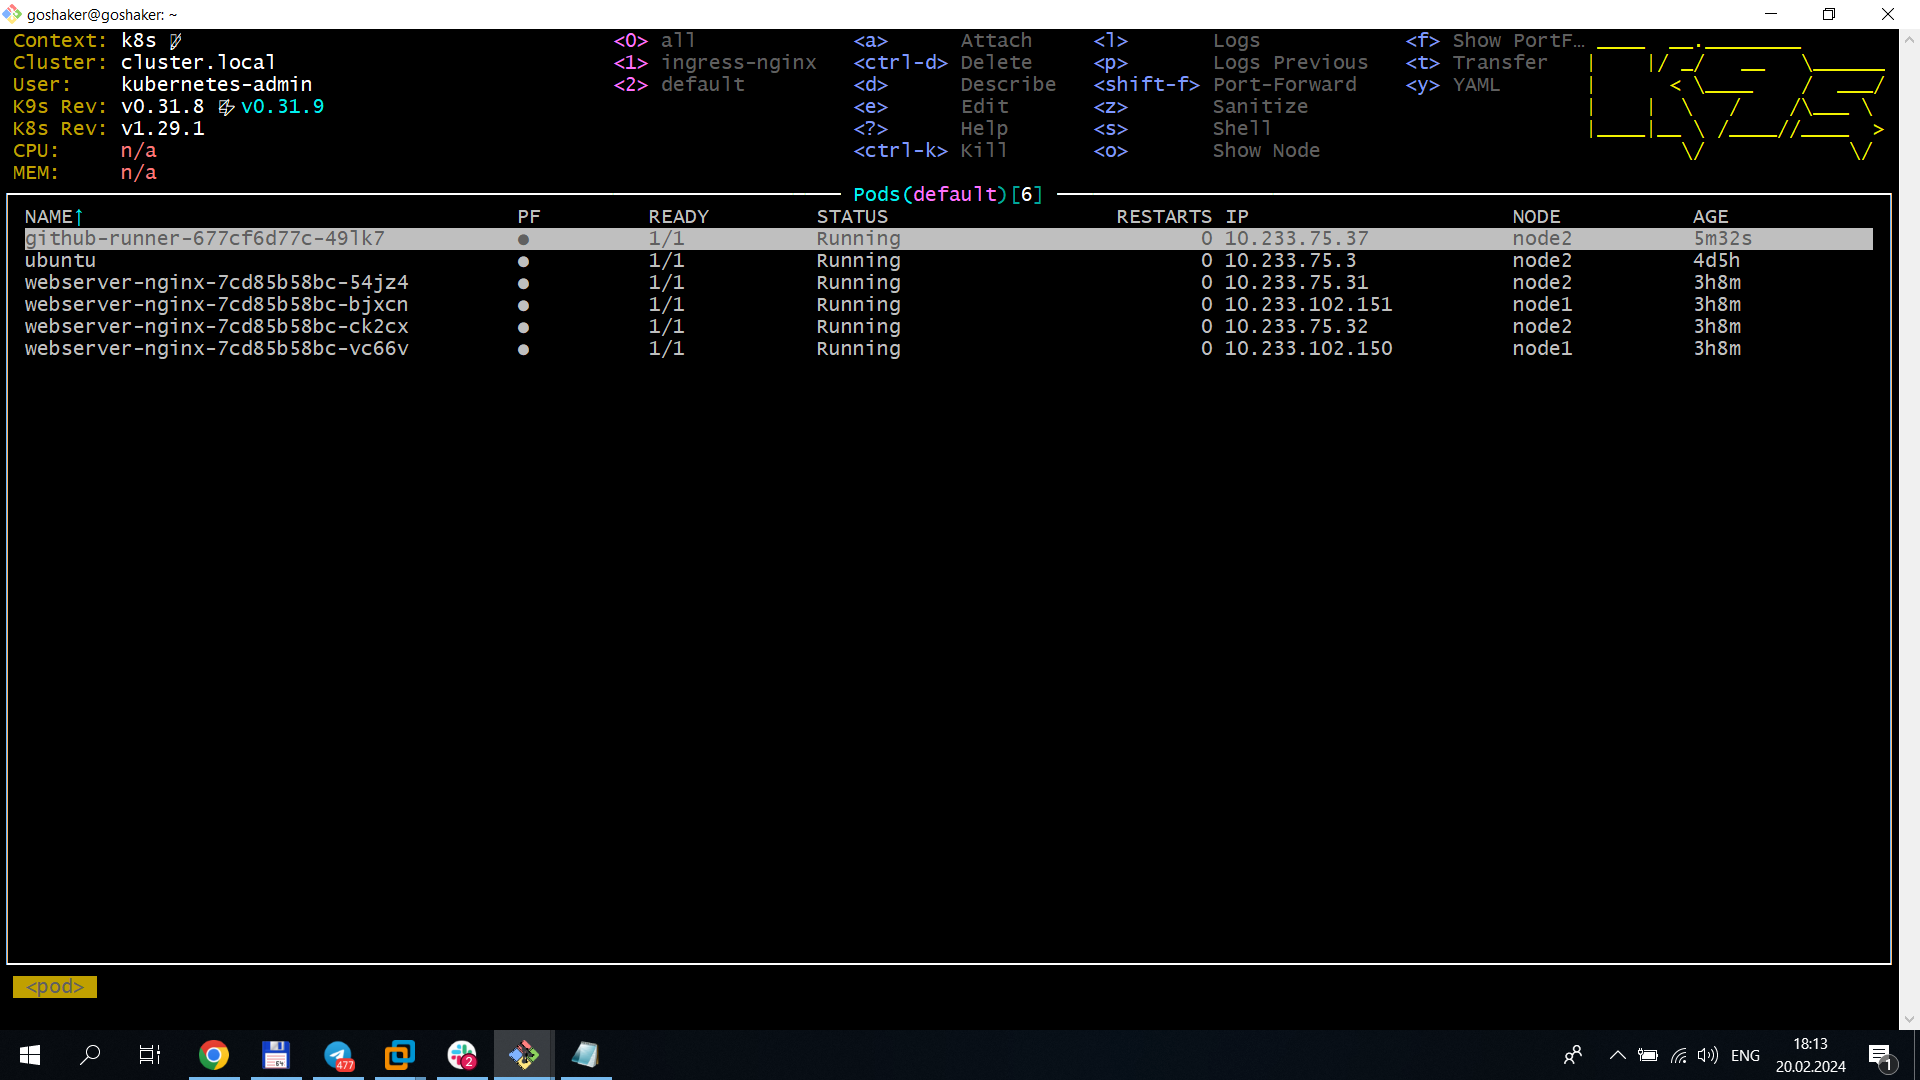 goshaker@goshaker: ~
Context: k8s <0> all <a> Attach <l> Logs <f> Show PortF…
Cluster: cluster.local <1> ingress-nginx <ctrl-d> Delete <p> Logs Previous <t> Transfer
User: kubernetes-admin <2> default <d> Describe <shift-f> Port-Forward <y> YAML
K9s Rev: v0.31.8 ⚡v0.31.9 <e> Edit <z> Sanitize
K8s Rev: v1.29.1 <?> Help <s> Shell
CPU: n/a <ctrl-k> Kill <o> Show Node
MEM: n/a
K9s
Pods(default)[6]
NAME↑ PF READY STATUS RESTARTS IP NODE AGE
github-runner-677cf6d77c-49lk7 ● 1/1 Running 0 10.233.75.37 node2 5m32s
ubuntu ● 1/1 Running 0 10.233.75.3 node2 4d5h
webserver-nginx-7cd85b58bc-54jz4 ● 1/1 Running 0 10.233.75.31 node2 3h8m
webserver-nginx-7cd85b58bc-bjxcn ● 1/1 Running 0 10.233.102.151 node1 3h8m
webserver-nginx-7cd85b58bc-ck2cx ● 1/1 Running 0 10.233.75.32 node2 3h8m
webserver-nginx-7cd85b58bc-vc66v ● 1/1 Running 0 10.233.102.150 node1 3h8m
<pod>
64
477
2
ENG
18:13
20.02.2024
1